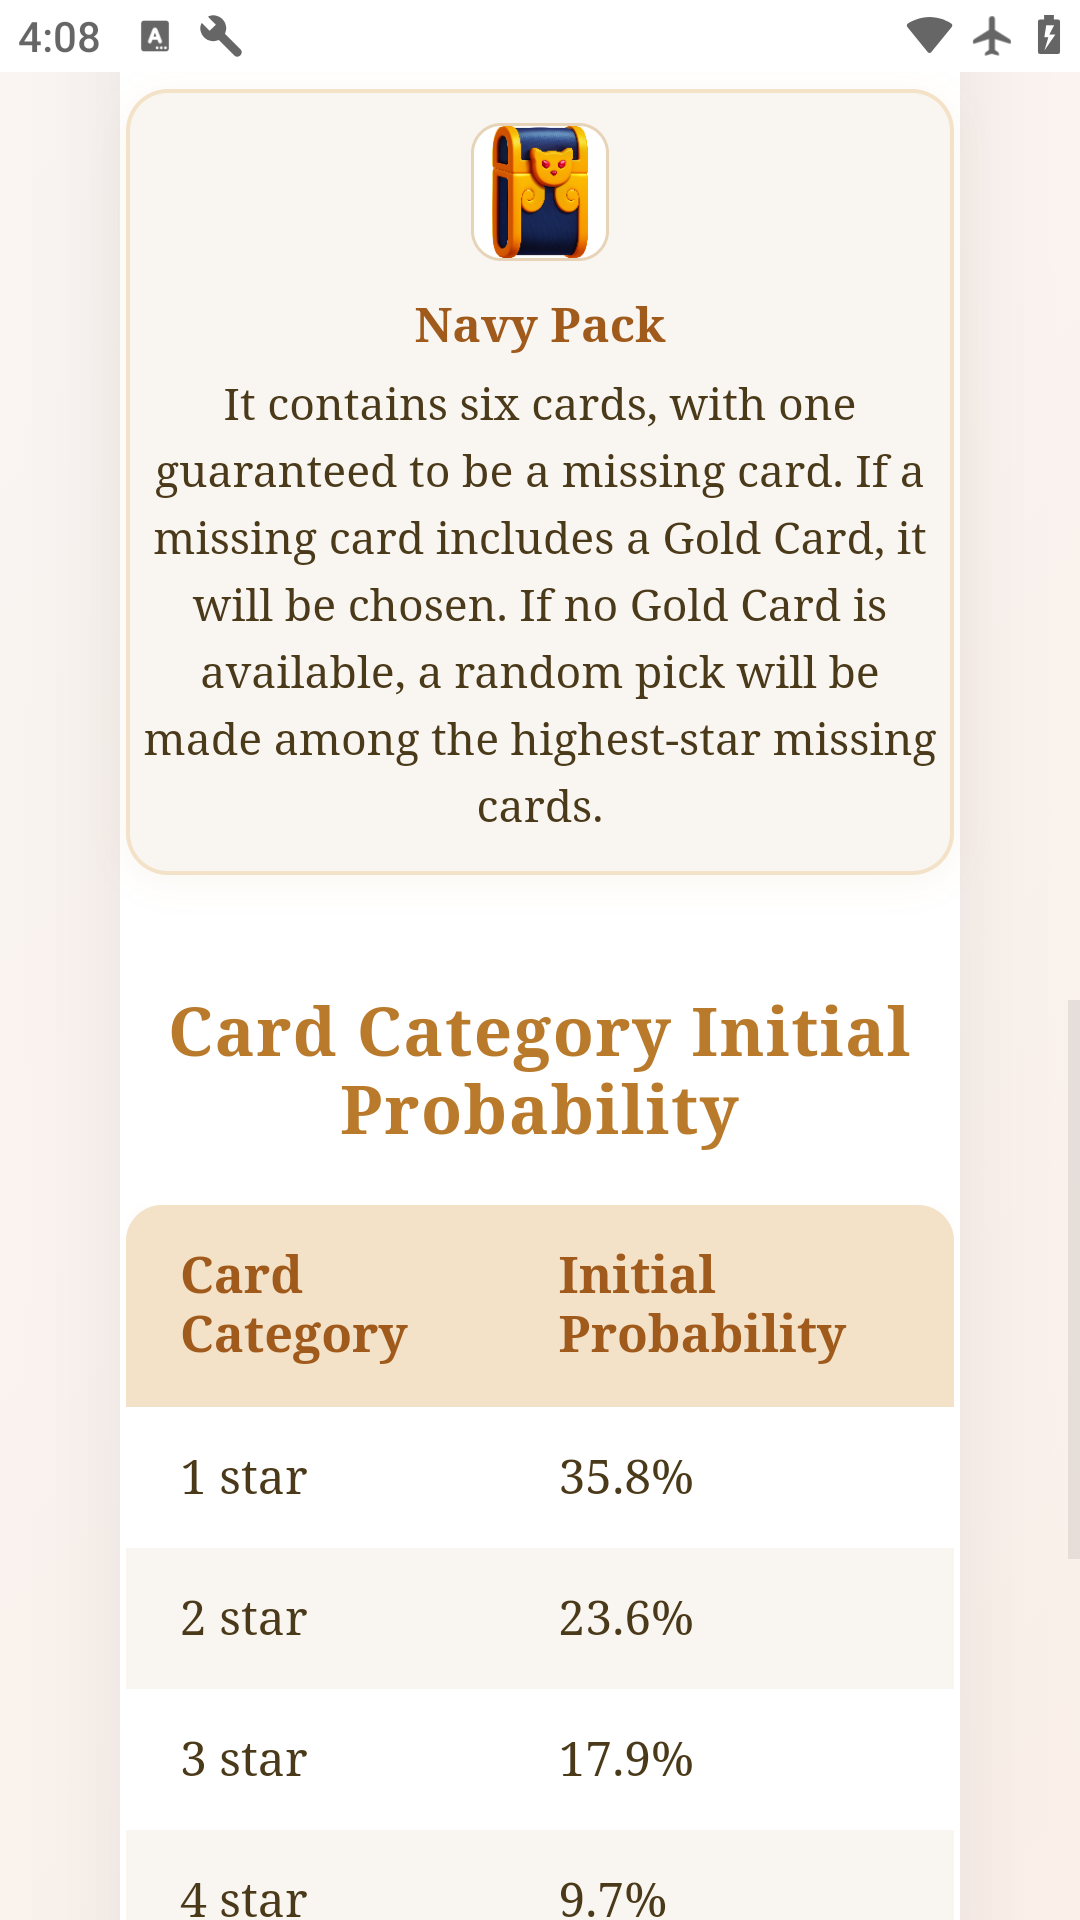 4:08
Navy Pack
It contains six cards, with one
guaranteed to be a missing card. If a
missing card includes a Gold Card, it
will be chosen. If no Gold Card is
available, a random pick will be
made among the highest-star missing
cards.
Card Category Initial
Probability
Card
Category
Initial
Probability
1 star 35.8%
2 star 23.6%
3 star 17.9%
4 star 9.7%